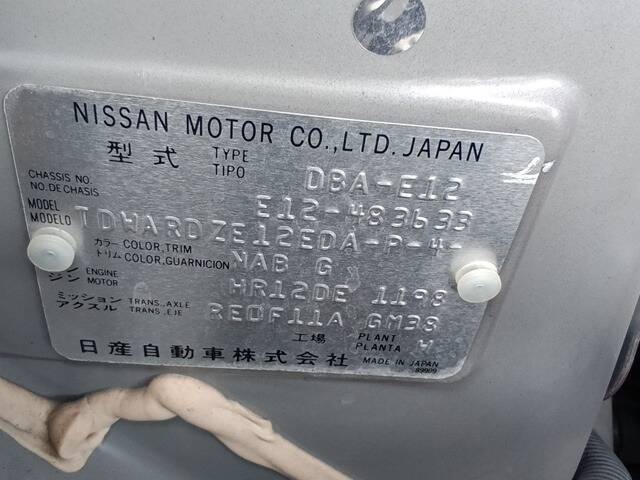 NISSAN MOTOR CO.,LTD. JAPAN
型式 TYPE TIPO DBA-E12
CHASSIS NO. NO.DE CHASIS E12-483633
MODEL MODELO TDWARDZE12EDA-P-4-
カラー COLOR,TRIM トリム COLOR,GUARNICION G
ENGINE MOTOR HR12DE 1198
ミッション TRANS.,AXLE アクスル TRANS.,EJE RE0F11A GM38
工場 PLANT PLANTA H
日産自動車株式会社 MADE IN JAPAN
89909